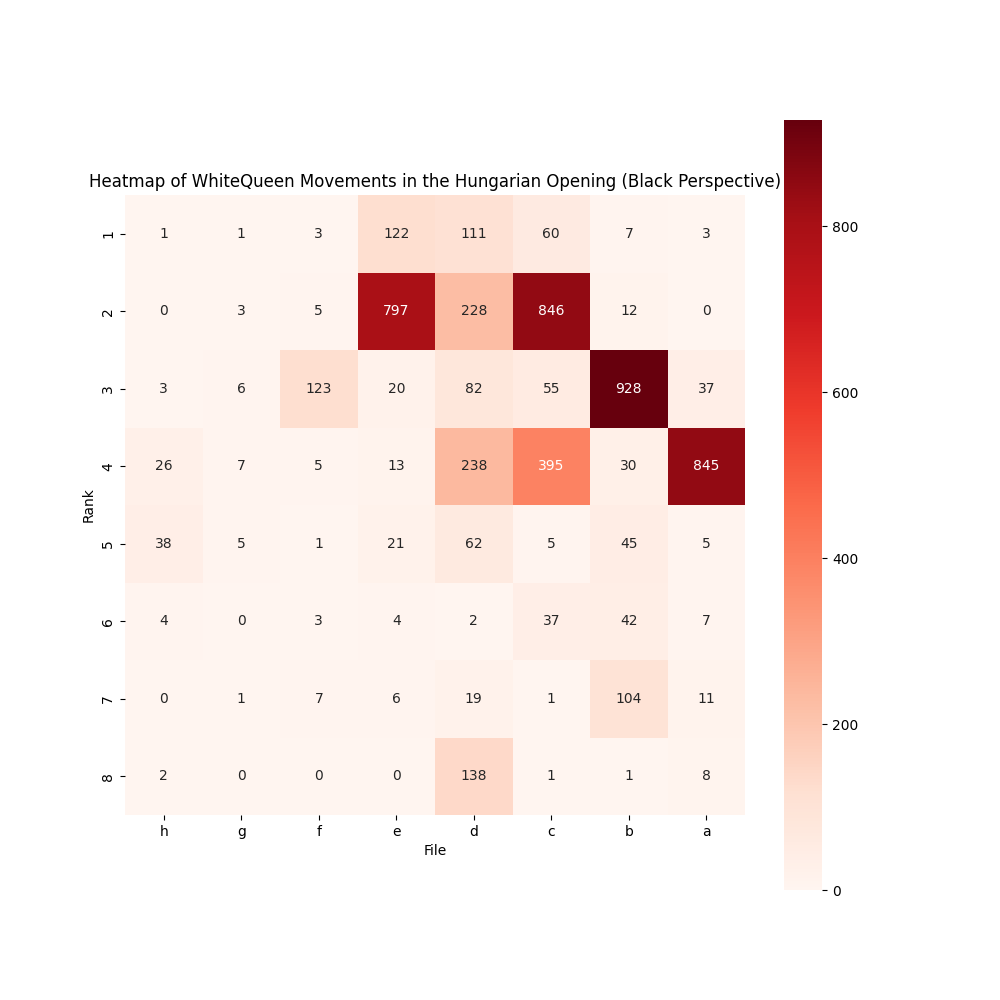 Heatmap of WhiteQueen Movements in the Hungarian Opening (Black Perspective)
1 1 1 3 122 111 60 7 3
2 0 3 5 797 228 846 12 0
3 3 6 123 20 82 55 928 37
4 26 7 5 13 238 395 30 845
5 38 5 1 21 62 5 45 5
6 4 0 3 4 2 37 42 7
7 0 1 7 6 19 1 104 11
8 2 0 0 0 138 1 1 8
Rank
h g f e d c b a
File
800
600
400
200
0